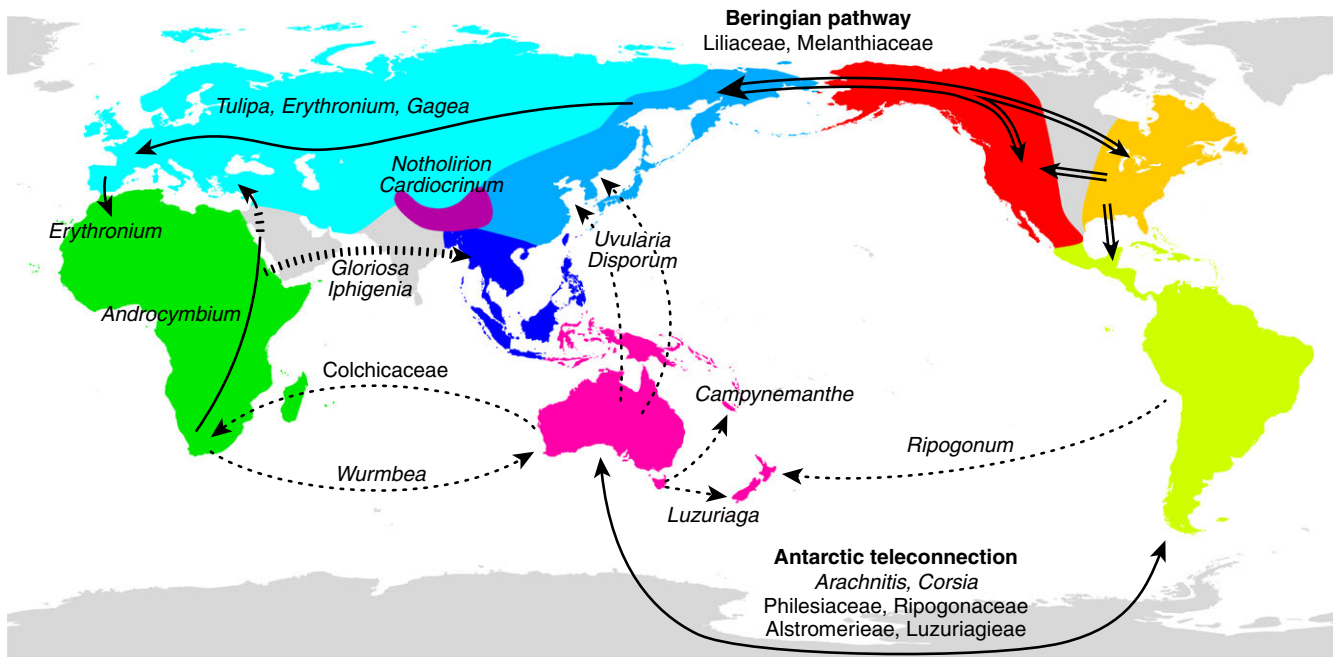 Beringian pathway
Liliaceae, Melanthiaceae
Tulipa, Erythronium, Gagea
Notholirion
Cardiocrinum
Erythronium
Uvularia
Disporum
Gloriosa
Iphigenia
Androcymbium
Colchicaceae
Campynemanthe
Ripogonum
Wurmbea
Luzuriaga
Antarctic teleconnection
Arachnitis, Corsia
Philesiaceae, Ripogonaceae
Alstromerieae, Luzuriagieae